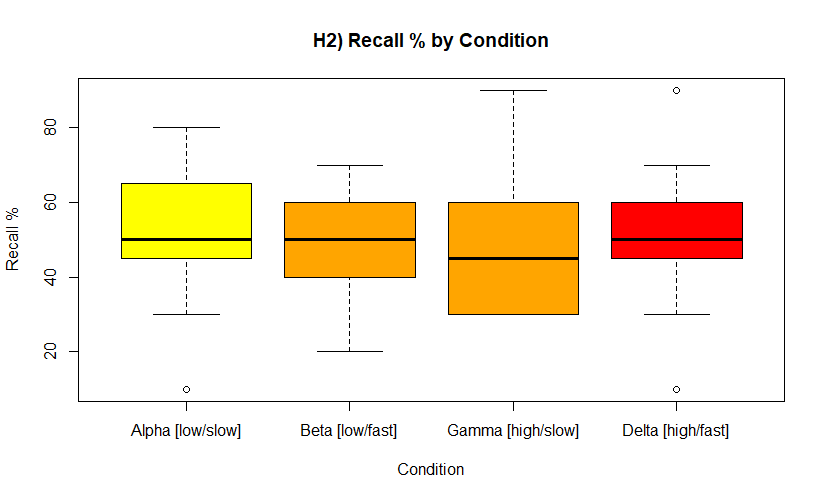 H2) Recall % by Condition
Recall %
80
60
40
20
Alpha [low/slow] Beta [low/fast] Gamma [high/slow] Delta [high/fast]
Condition